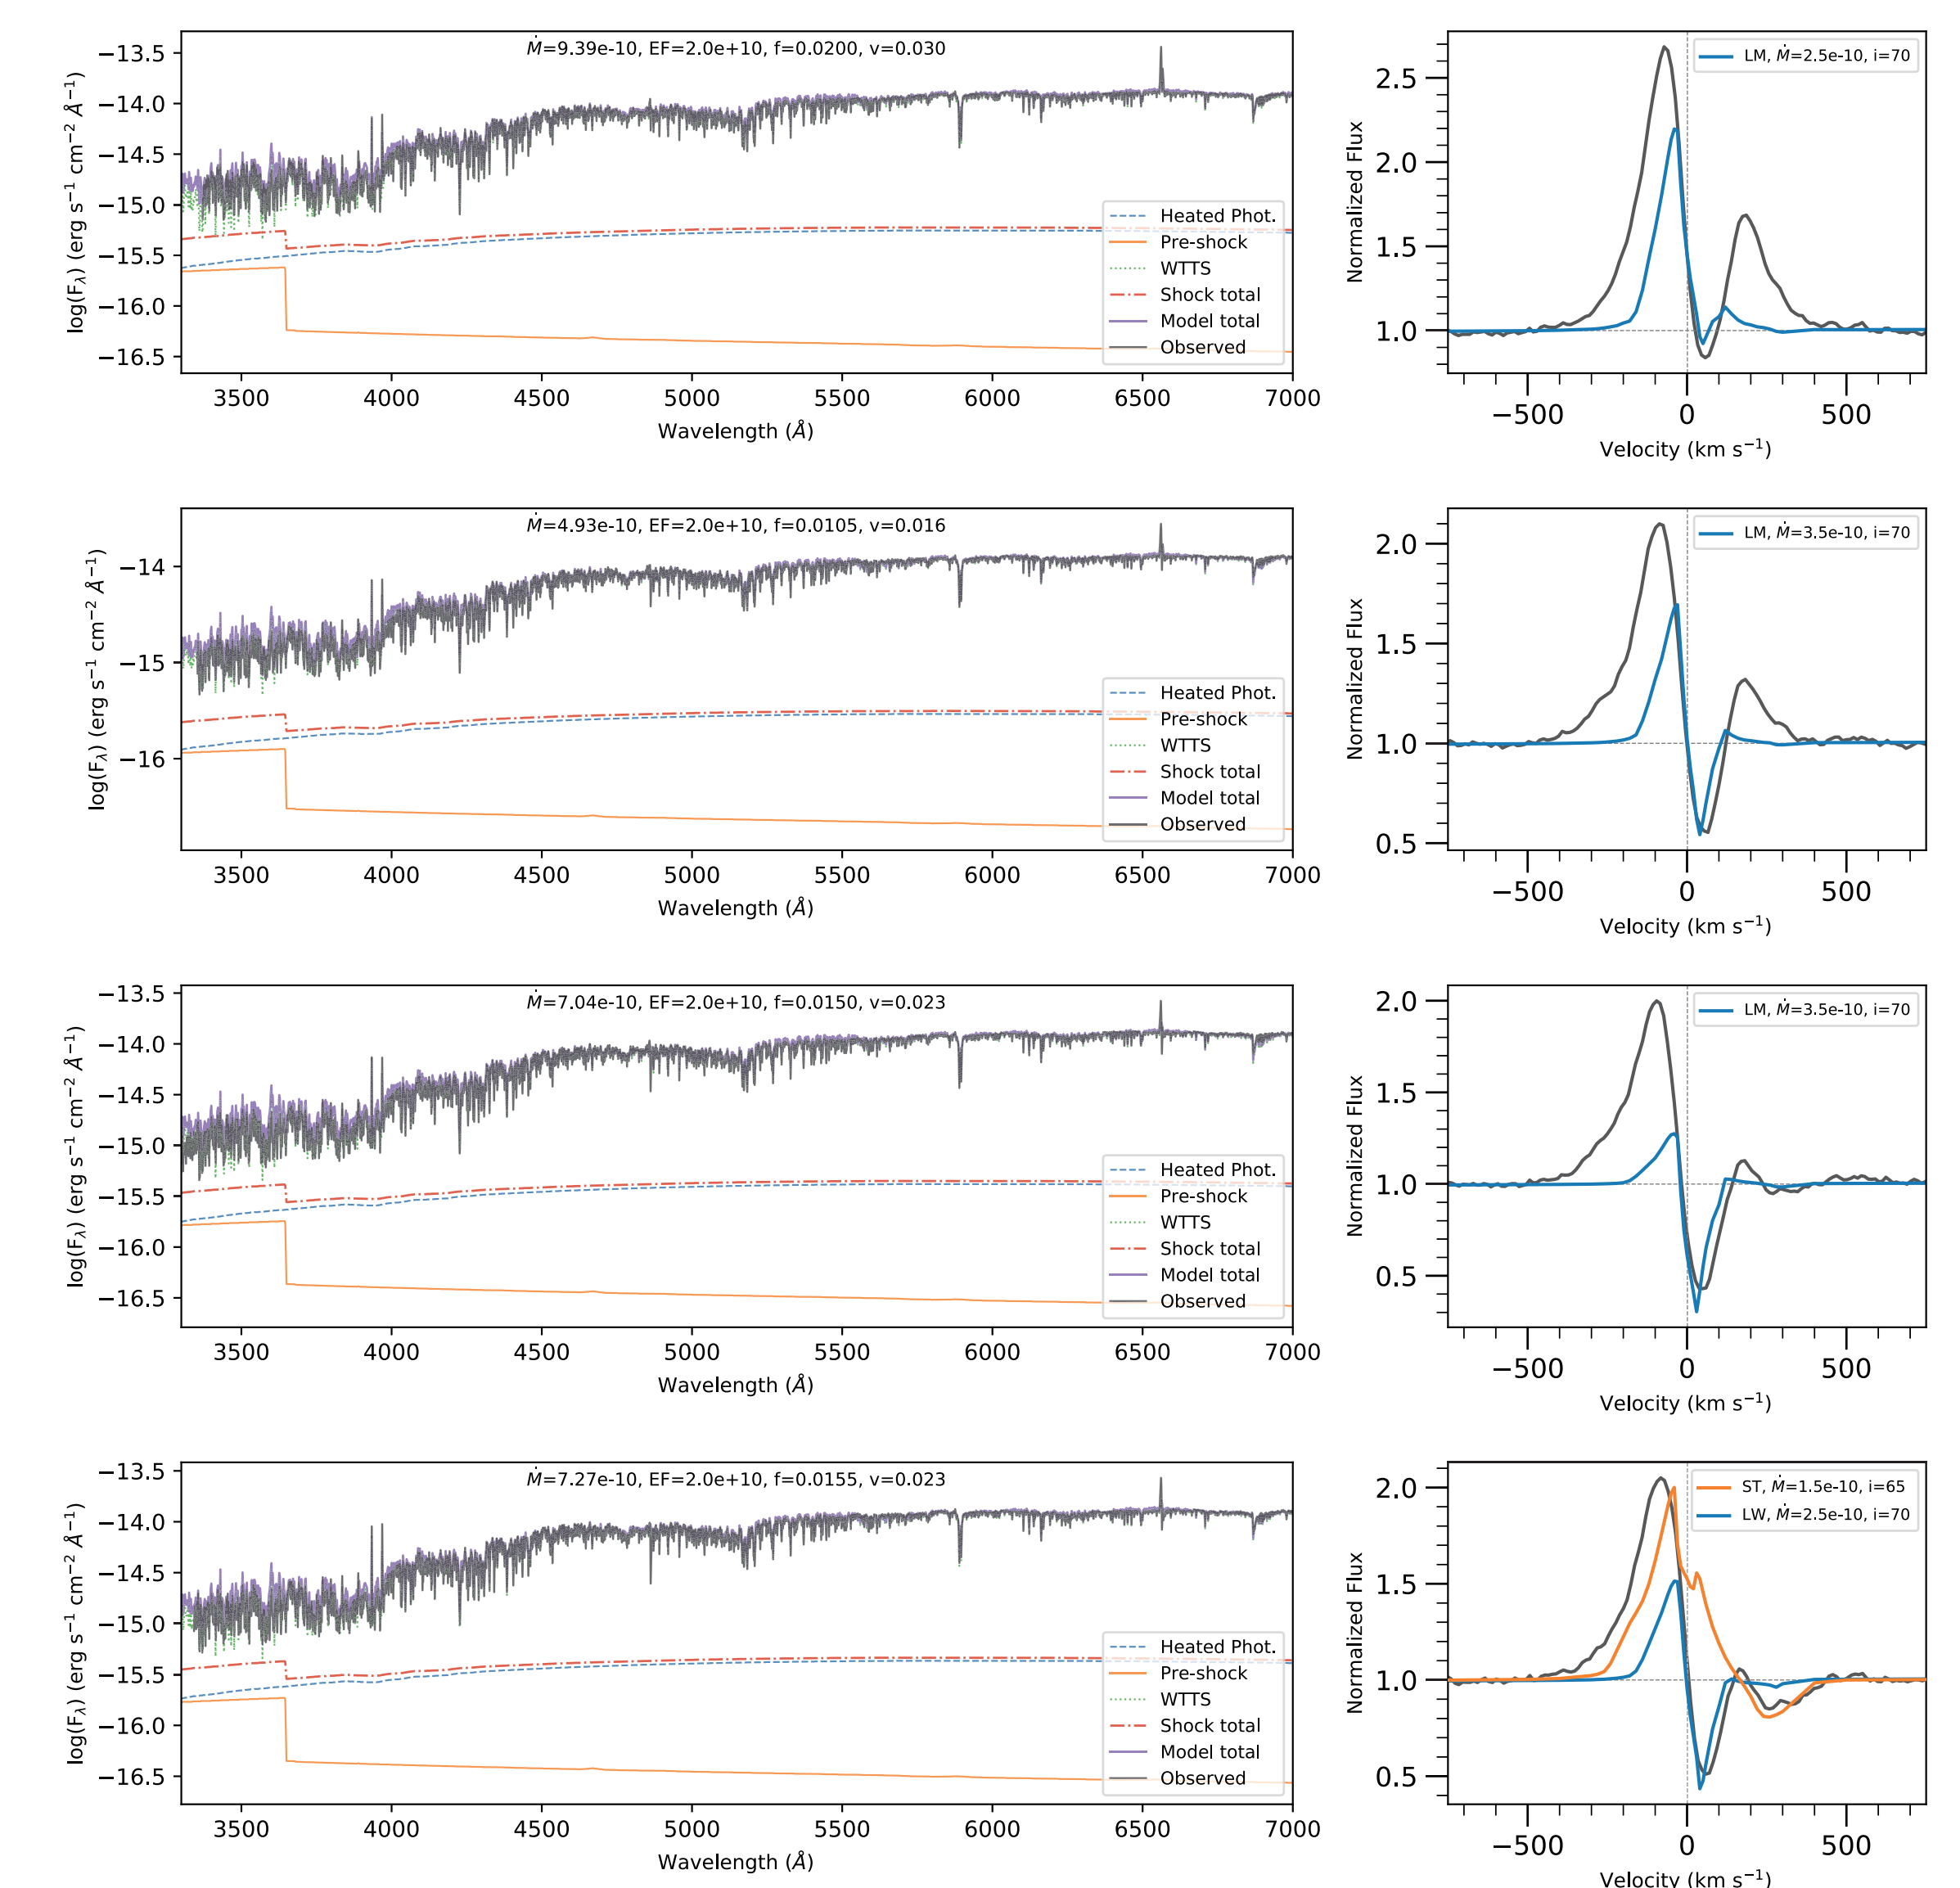 Ṁ=9.39e-10, EF=2.0e+10, f=0.0200, v=0.030
log(F_λ) (erg s⁻¹ cm⁻² Å⁻¹)
−13.5
−14.0
−14.5
−15.0
−15.5
−16.0
−16.5
Heated Phot.
Pre-shock
WTTS
Shock total
Model total
Observed
3500 4000 4500 5000 5500 6000 6500 7000
Wavelength (Å)
LM, Ṁ=2.5e-10, i=70
Normalized Flux
2.5
2.0
1.5
1.0
−500 0 500
Velocity (km s⁻¹)
Ṁ=4.93e-10, EF=2.0e+10, f=0.0105, v=0.016
log(F_λ) (erg s⁻¹ cm⁻² Å⁻¹)
−14
−15
−16
Heated Phot.
Pre-shock
WTTS
Shock total
Model total
Observed
3500 4000 4500 5000 5500 6000 6500 7000
Wavelength (Å)
LM, Ṁ=3.5e-10, i=70
Normalized Flux
2.0
1.5
1.0
0.5
−500 0 500
Velocity (km s⁻¹)
Ṁ=7.04e-10, EF=2.0e+10, f=0.0150, v=0.023
log(F_λ) (erg s⁻¹ cm⁻² Å⁻¹)
−13.5
−14.0
−14.5
−15.0
−15.5
−16.0
−16.5
Heated Phot.
Pre-shock
WTTS
Shock total
Model total
Observed
3500 4000 4500 5000 5500 6000 6500 7000
Wavelength (Å)
LM, Ṁ=3.5e-10, i=70
Normalized Flux
2.0
1.5
1.0
0.5
−500 0 500
Velocity (km s⁻¹)
Ṁ=7.27e-10, EF=2.0e+10, f=0.0155, v=0.023
log(F_λ) (erg s⁻¹ cm⁻² Å⁻¹)
−13.5
−14.0
−14.5
−15.0
−15.5
−16.0
−16.5
Heated Phot.
Pre-shock
WTTS
Shock total
Model total
Observed
3500 4000 4500 5000 5500 6000 6500 7000
Wavelength (Å)
ST, Ṁ=1.5e-10, i=65
LW, Ṁ=2.5e-10, i=70
Normalized Flux
2.0
1.5
1.0
0.5
−500 0 500
Velocity (km s⁻¹)